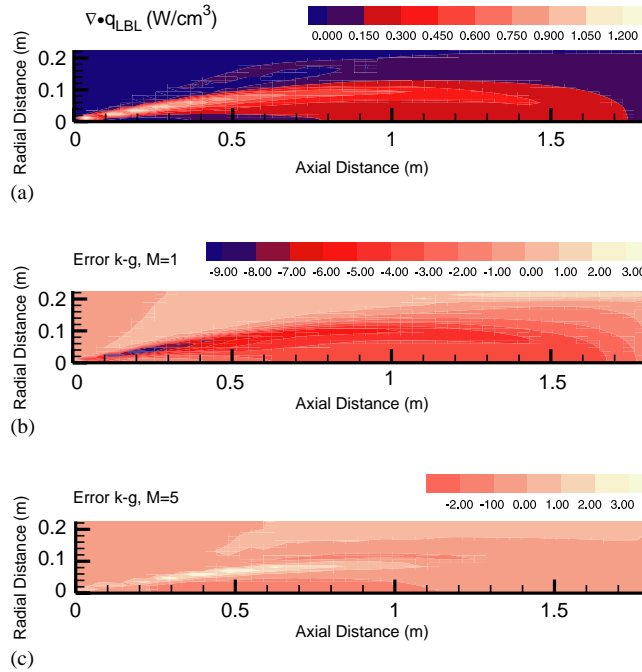 ∇•qLBL (W/cm3)
0.000 0.150 0.300 0.450 0.600 0.750 0.900 1.050 1.200
Radial Distance (m)
0.2
0.1
0
0 0.5 1 1.5
Axial Distance (m)
(a)
Error k-g, M=1
-9.00 -8.00 -7.00 -6.00 -5.00 -4.00 -3.00 -2.00 -1.00 0.00 1.00 2.00 3.00
Radial Distance (m)
0.2
0.1
0
0 0.5 1 1.5
Axial Distance (m)
(b)
Error k-g, M=5
-2.00 -100 0.00 1.00 2.00 3.00
Radial Distance (m)
0.2
0.1
0
0 0.5 1 1.5
Axial Distance (m)
(c)